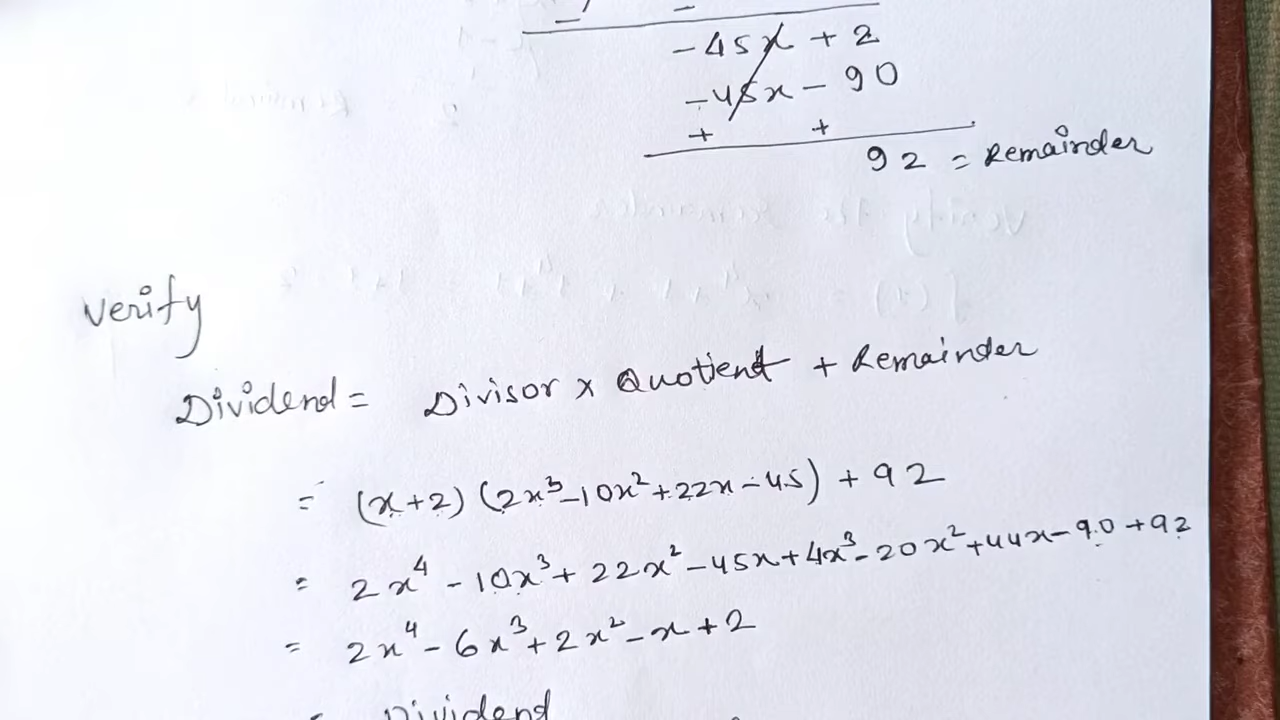 -45x + 2
-45x - 90
+ +
92 = Remainder
Verify
Dividend = Divisor x Quotient + Remainder
= (x+2) (2x³-10x²+22x-45) + 92
= 2x⁴ - 10x³ + 22x² - 45x + 4x³ - 20x² + 44x - 90 + 92
= 2x⁴ - 6x³ + 2x² - x + 2
= Dividend